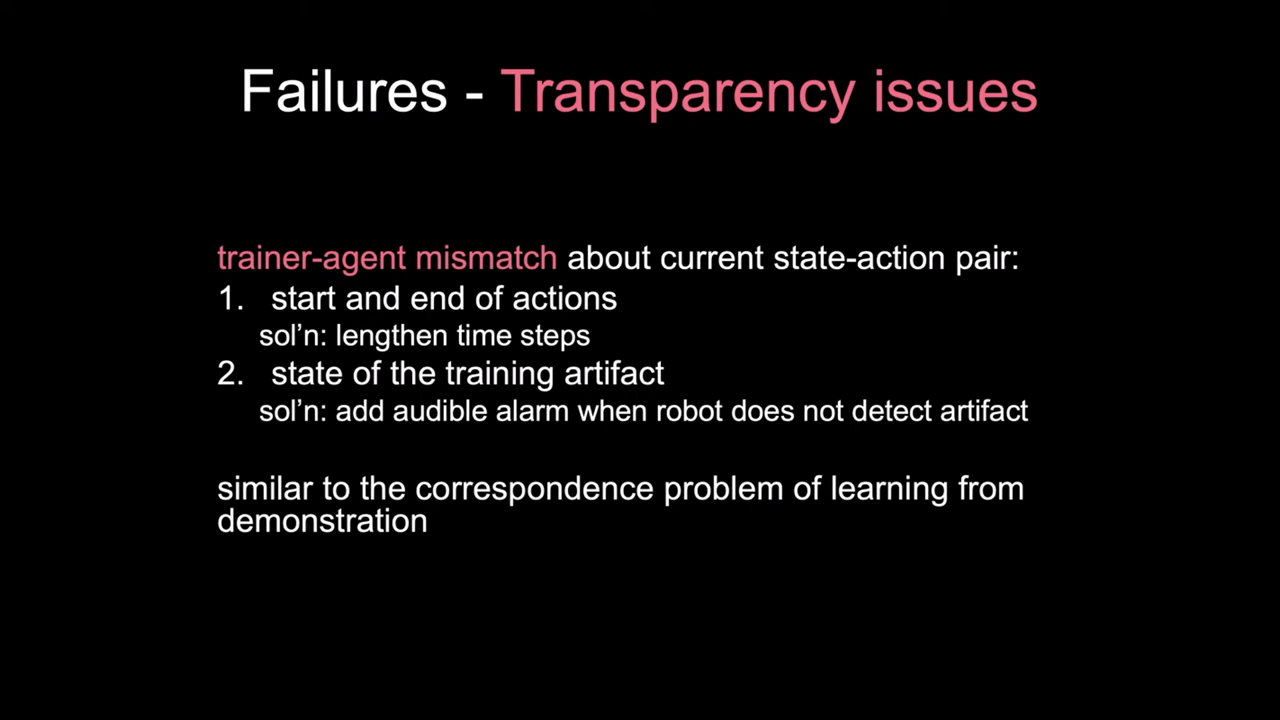 Failures - Transparency issues
trainer-agent mismatch about current state-action pair:
1. start and end of actions
sol’n: lengthen time steps
2. state of the training artifact
sol’n: add audible alarm when robot does not detect artifact
similar to the correspondence problem of learning from
demonstration